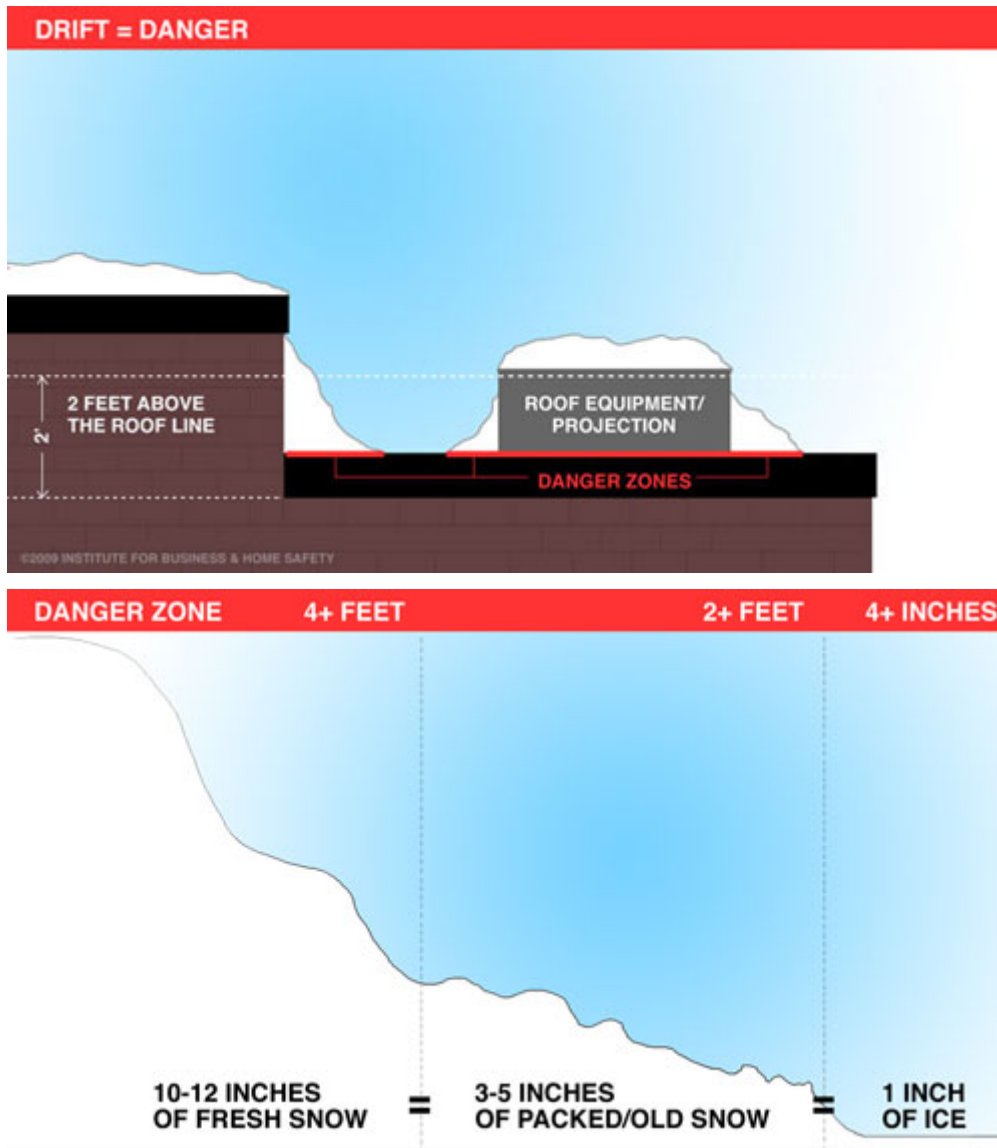 DRIFT = DANGER
2 FEET ABOVE
THE ROOF LINE
2'
ROOF EQUIPMENT/
PROJECTION
DANGER ZONES
©2009 INSTITUTE FOR BUSINESS & HOME SAFETY
DANGER ZONE 4+ FEET 2+ FEET 4+ INCHES
10-12 INCHES
OF FRESH SNOW
=
3-5 INCHES
OF PACKED/OLD SNOW
=
1 INCH
OF ICE